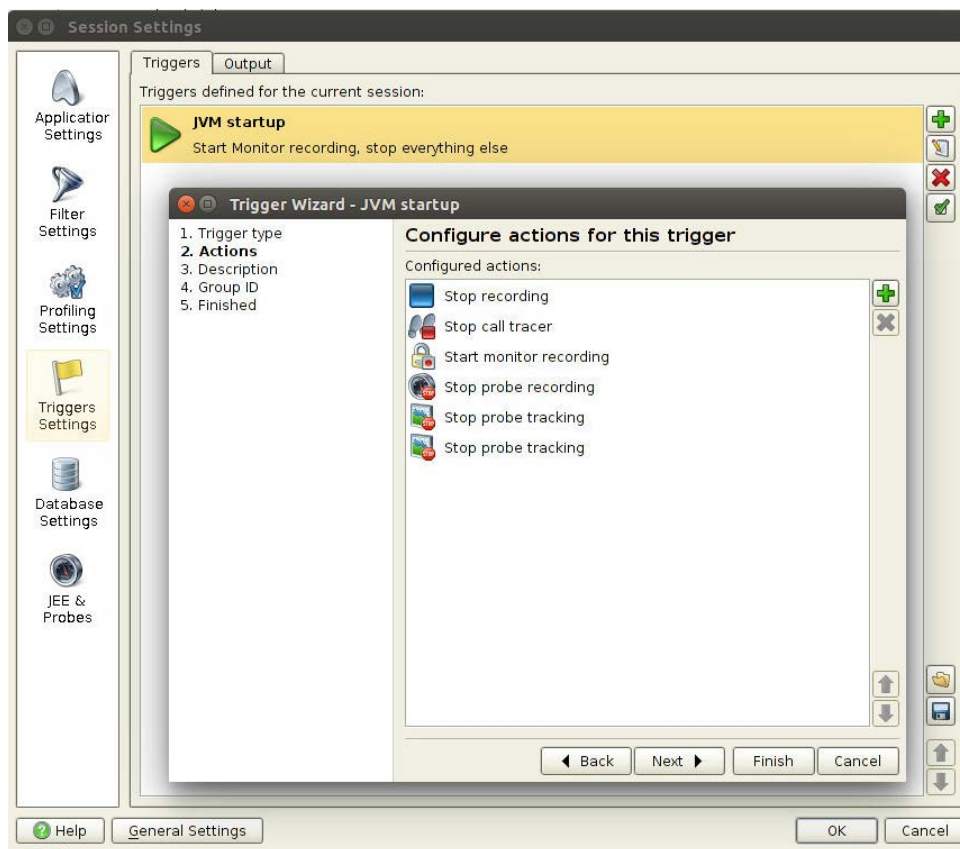 Session Settings
Application
Settings
Filter
Settings
Profiling
Settings
Triggers
Settings
Database
Settings
JEE &
Probes
Triggers
Output
Triggers defined for the current session:
JVM startup
Start Monitor recording, stop everything else
Trigger Wizard - JVM startup
1. Trigger type
2. Actions
3. Description
4. Group ID
5. Finished
Configure actions for this trigger
Configured actions:
Stop recording
Stop call tracer
Start monitor recording
Stop probe recording
Stop probe tracking
Stop probe tracking
Back
Next
Finish
Cancel
Help
General Settings
OK
Cancel